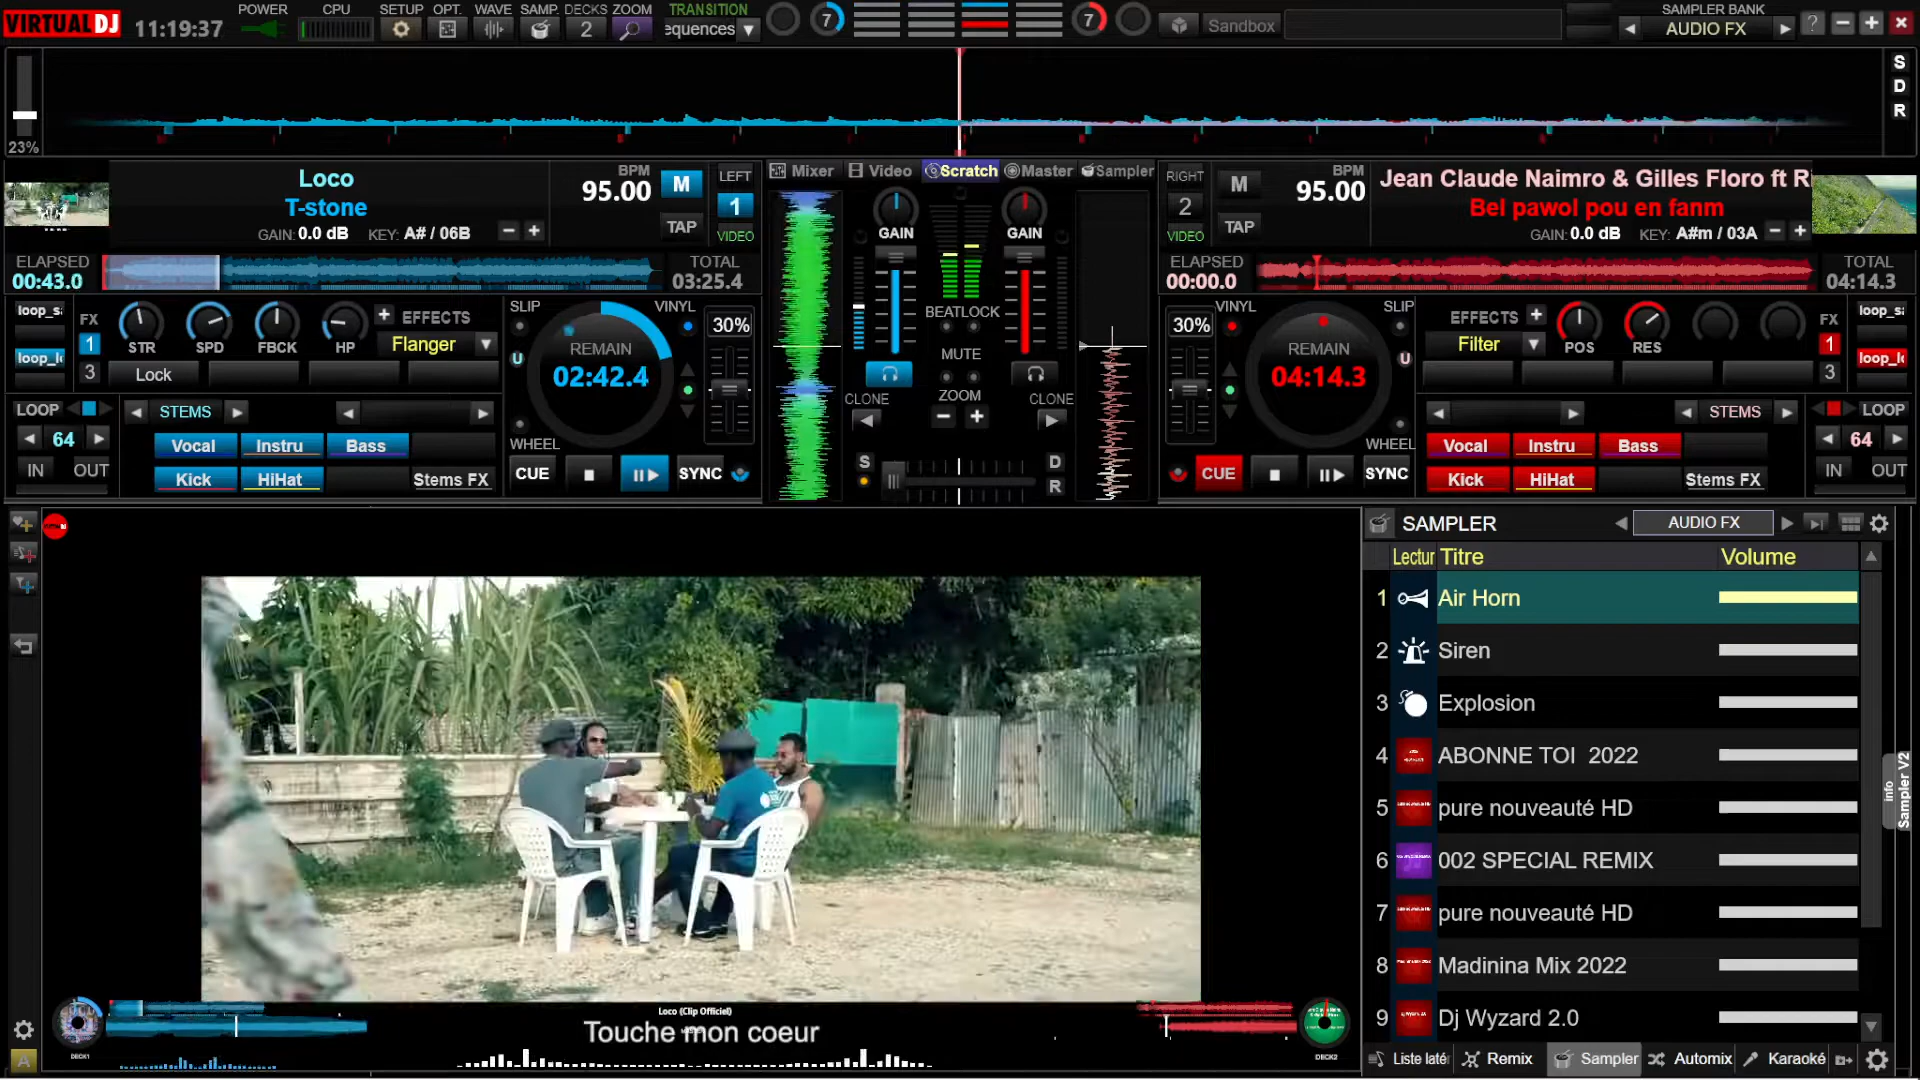 VIRTUALDJ 11:19:37 POWER CPU SETUP OPT. WAVE SAMP. DECKS 2 ZOOM TRANSITION equences 7 7 Sandbox SAMPLER BANK AUDIO FX ?
S
D
R
23%
Loco
T-stone
GAIN: 0.0 dB KEY: A# / 06B
BPM 95.00 M TAP
LEFT 1 VIDEO
ELAPSED 00:43.0 TOTAL 03:25.4
Mixer Video Scratch Master Sampler
GAIN GAIN
BEATLOCK
MUTE
ZOOM
CLONE CLONE
S D
R
RIGHT 2 VIDEO
M TAP BPM 95.00
Jean Claude Naimro & Gilles Floro ft R
Bel pawol pou en fanm
GAIN: 0.0 dB KEY: A#m / 03A
ELAPSED 00:00.0 TOTAL 04:14.3
FX 1 3 STR SPD FBCK HP EFFECTS Flanger
Lock
LOOP 64 IN OUT
STEMS
Vocal Instru Bass
Kick HiHat Stems FX
SLIP VINYL 30%
U REMAIN 02:42.4
WHEEL
CUE SYNC
30% VINYL SLIP
REMAIN 04:14.3 U
WHEEL
CUE SYNC
EFFECTS Filter POS RES FX 1 3
STEMS
Vocal Instru Bass
Kick HiHat Stems FX
LOOP 64 IN OUT
SAMPLER AUDIO FX
Lectur Titre Volume
1 Air Horn
2 Siren
3 Explosion
4 ABONNE TOI 2022
5 pure nouveauté HD
6 002 SPECIAL REMIX
7 pure nouveauté HD
8 Madinina Mix 2022
9 Dj Wyzard 2.0
info
Sampler V2
Loco (Clip Officiel)
Touche mon coeur
DECK1 DECK2
A
Liste laté Remix Sampler Automix Karaoké